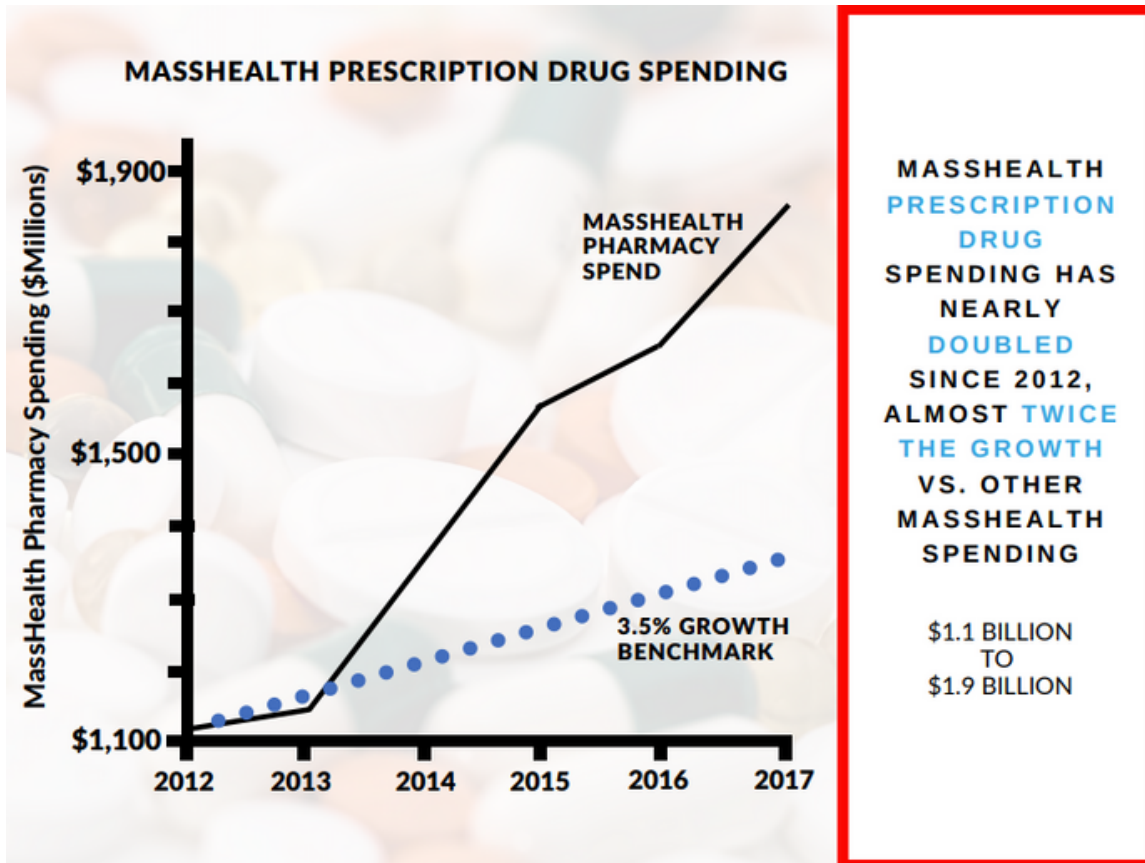 MASSHEALTH PRESCRIPTION DRUG SPENDING
MassHealth Pharmacy Spending ($Millions)
$1,900
$1,500
$1,100
MASSHEALTH
PHARMACY
SPEND
3.5% GROWTH
BENCHMARK
2012 2013 2014 2015 2016 2017
MASSHEALTH
PRESCRIPTION
DRUG
SPENDING HAS
NEARLY
DOUBLED
SINCE 2012,
ALMOST TWICE
THE GROWTH
VS. OTHER
MASSHEALTH
SPENDING
$1.1 BILLION
TO
$1.9 BILLION